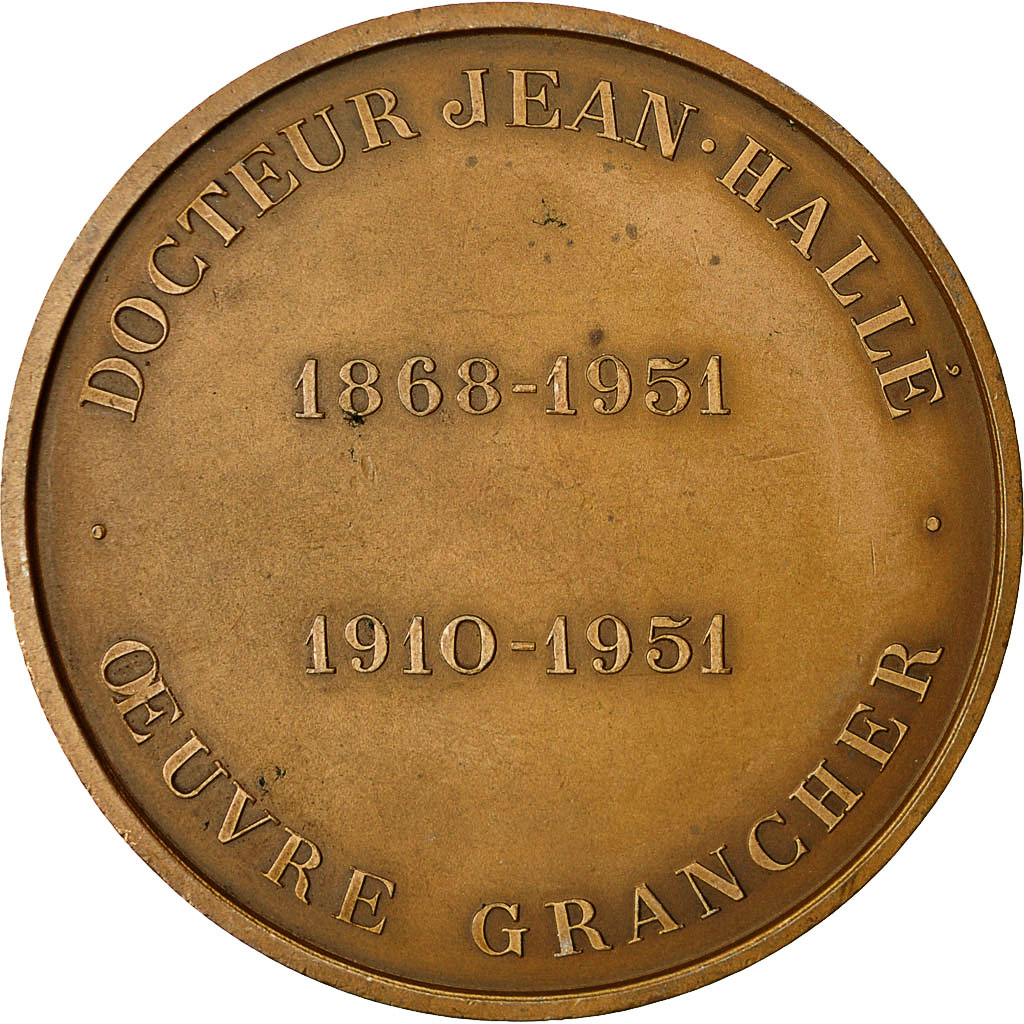 DOCTEUR JEAN·HALLÉ
1868-1951
1910-1951
ŒUVRE GRANCHER